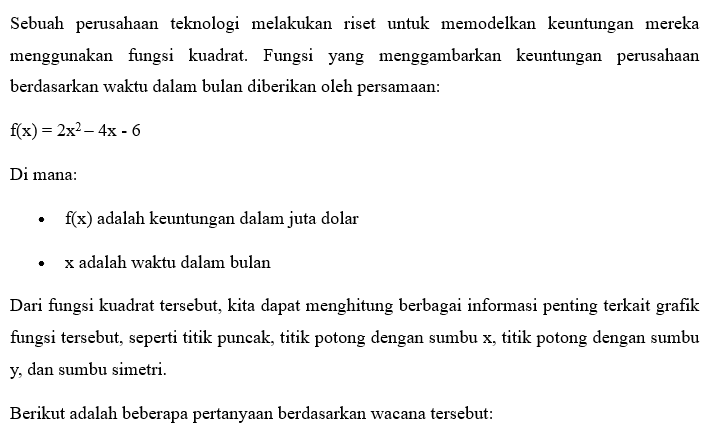 Sebuah perusahaan teknologi melakukan riset untuk memodelkan keuntungan mereka
menggunakan fungsi kuadrat. Fungsi yang menggambarkan keuntungan perusahaan
berdasarkan waktu dalam bulan diberikan oleh persamaan:
f(x) = 2x² – 4x - 6
Di mana:
• f(x) adalah keuntungan dalam juta dolar
• x adalah waktu dalam bulan
Dari fungsi kuadrat tersebut, kita dapat menghitung berbagai informasi penting terkait grafik
fungsi tersebut, seperti titik puncak, titik potong dengan sumbu x, titik potong dengan sumbu
y, dan sumbu simetri.
Berikut adalah beberapa pertanyaan berdasarkan wacana tersebut: